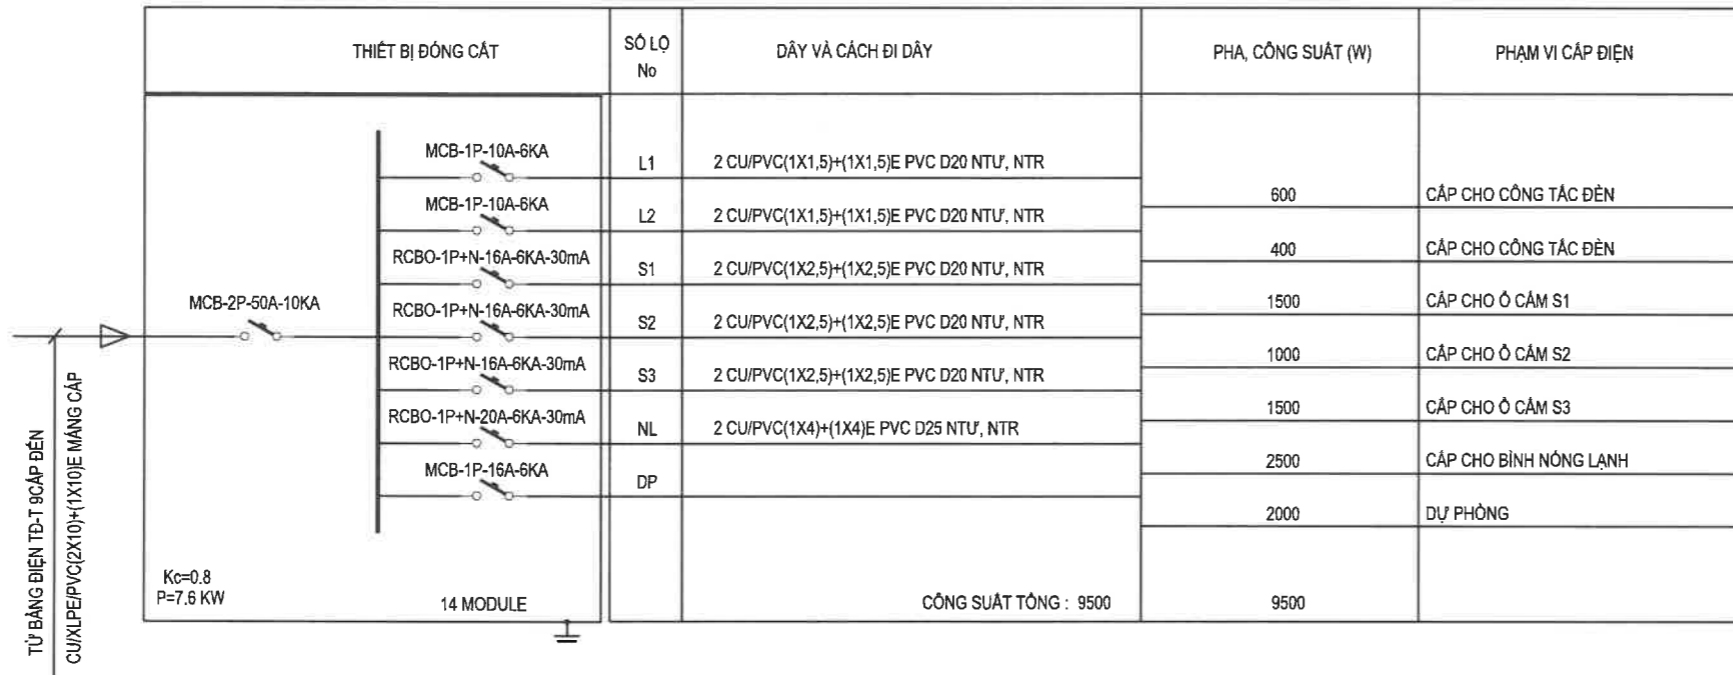 THIẾT BỊ ĐÓNG CẮT
SỐ LỘ
No
DÂY VÀ CÁCH ĐI DÂY
PHA, CÔNG SUẤT (W)
PHẠM VI CẤP ĐIỆN
MCB-1P-10A-6KA
L1
2 CU/PVC(1X1,5)+(1X1,5)E PVC D20 NTƯ, NTR
600
CẤP CHO CÔNG TẮC ĐÈN
MCB-1P-10A-6KA
L2
2 CU/PVC(1X1,5)+(1X1,5)E PVC D20 NTƯ, NTR
400
CẤP CHO CÔNG TẮC ĐÈN
RCBO-1P+N-16A-6KA-30mA
S1
2 CU/PVC(1X2,5)+(1X2,5)E PVC D20 NTƯ, NTR
1500
CẤP CHO Ổ CẮM S1
MCB-2P-50A-10KA
RCBO-1P+N-16A-6KA-30mA
S2
2 CU/PVC(1X2,5)+(1X2,5)E PVC D20 NTƯ, NTR
1000
CẤP CHO Ổ CẮM S2
RCBO-1P+N-16A-6KA-30mA
S3
2 CU/PVC(1X2,5)+(1X2,5)E PVC D20 NTƯ, NTR
1500
CẤP CHO Ổ CẮM S3
RCBO-1P+N-20A-6KA-30mA
NL
2 CU/PVC(1X4)+(1X4)E PVC D25 NTƯ, NTR
2500
CẤP CHO BÌNH NÓNG LẠNH
MCB-1P-16A-6KA
DP
2000
DỰ PHÒNG
Kc=0.8
P=7.6 KW
14 MODULE
CÔNG SUẤT TỔNG : 9500
9500
TỪ BẢNG ĐIỆN TĐ-T 9CẤP ĐẾN
CU/XLPE/PVC(2X10)+(1X10)E MÁNG CÁP